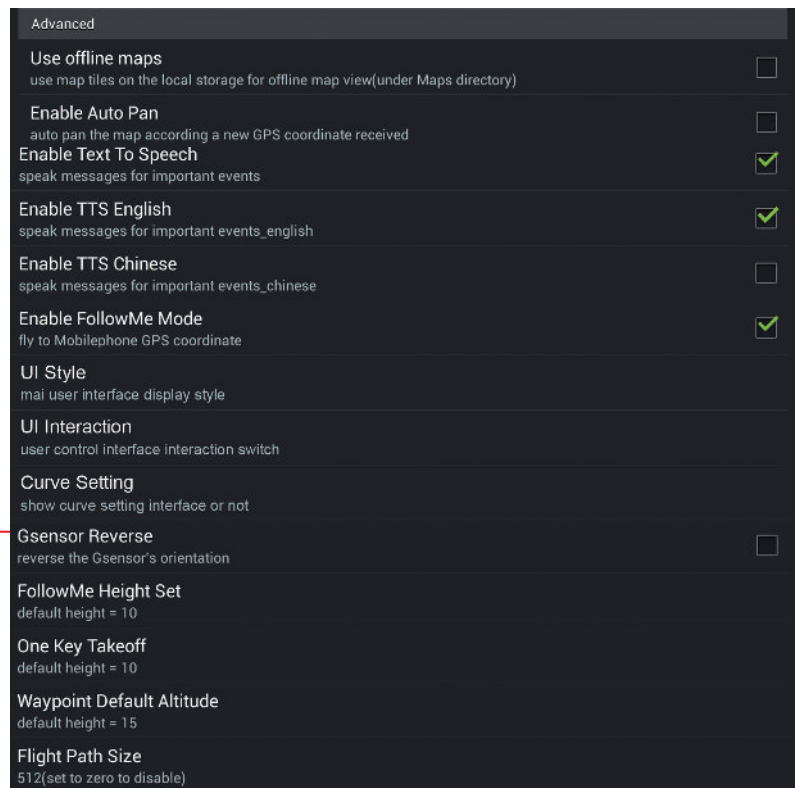 Advanced
Use offline maps
use map tiles on the local storage for offline map view(under Maps directory)
Enable Auto Pan
auto pan the map according a new GPS coordinate received
Enable Text To Speech
speak messages for important events
Enable TTS English
speak messages for important events_english
Enable TTS Chinese
speak messages for important events_chinese
Enable FollowMe Mode
fly to Mobilephone GPS coordinate
UI Style
mai user interface display style
UI Interaction
user control interface interaction switch
Curve Setting
show curve setting interface or not
Gsensor Reverse
reverse the Gsensor's orientation
FollowMe Height Set
default height = 10
One Key Takeoff
default height = 10
Waypoint Default Altitude
default height = 15
Flight Path Size
512(set to zero to disable)